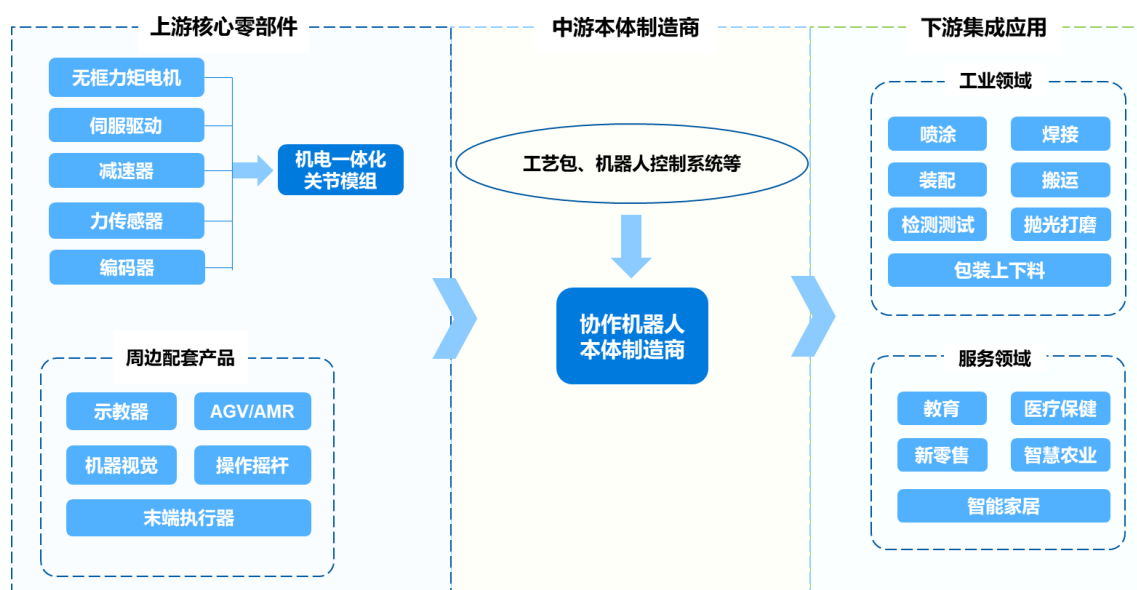 上游核心零部件
无框力矩电机
伺服驱动
减速器
力传感器
编码器
机电一体化
关节模组
周边配套产品
示教器
AGV/AMR
机器视觉
操作摇杆
末端执行器
中游本体制造商
工艺包、机器人控制系统等
协作机器人
本体制造商
下游集成应用
工业领域
喷涂
焊接
装配
搬运
检测测试
抛光打磨
包装上下料
服务领域
教育
医疗保健
新零售
智慧农业
智能家居